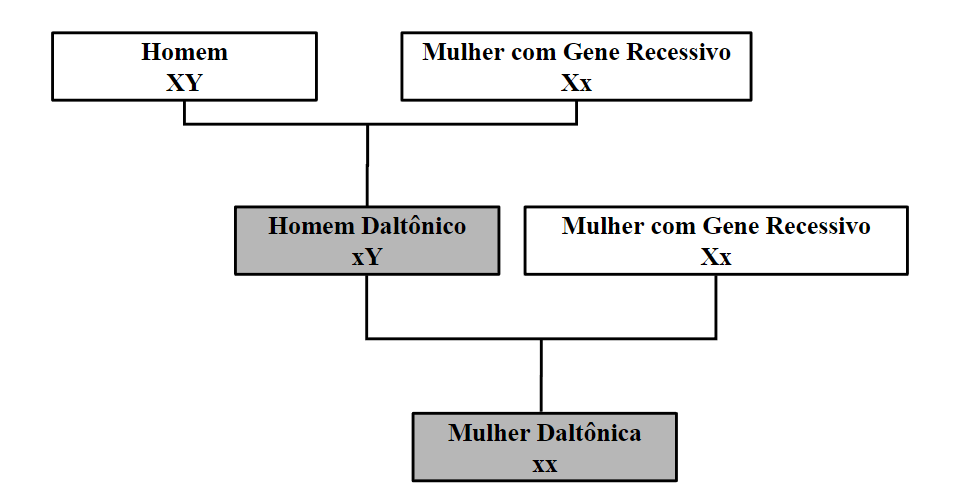 Homem
XY
Mulher com Gene Recessivo
Xx
Homem Daltônico
xY
Mulher com Gene Recessivo
Xx
Mulher Daltônica
xx